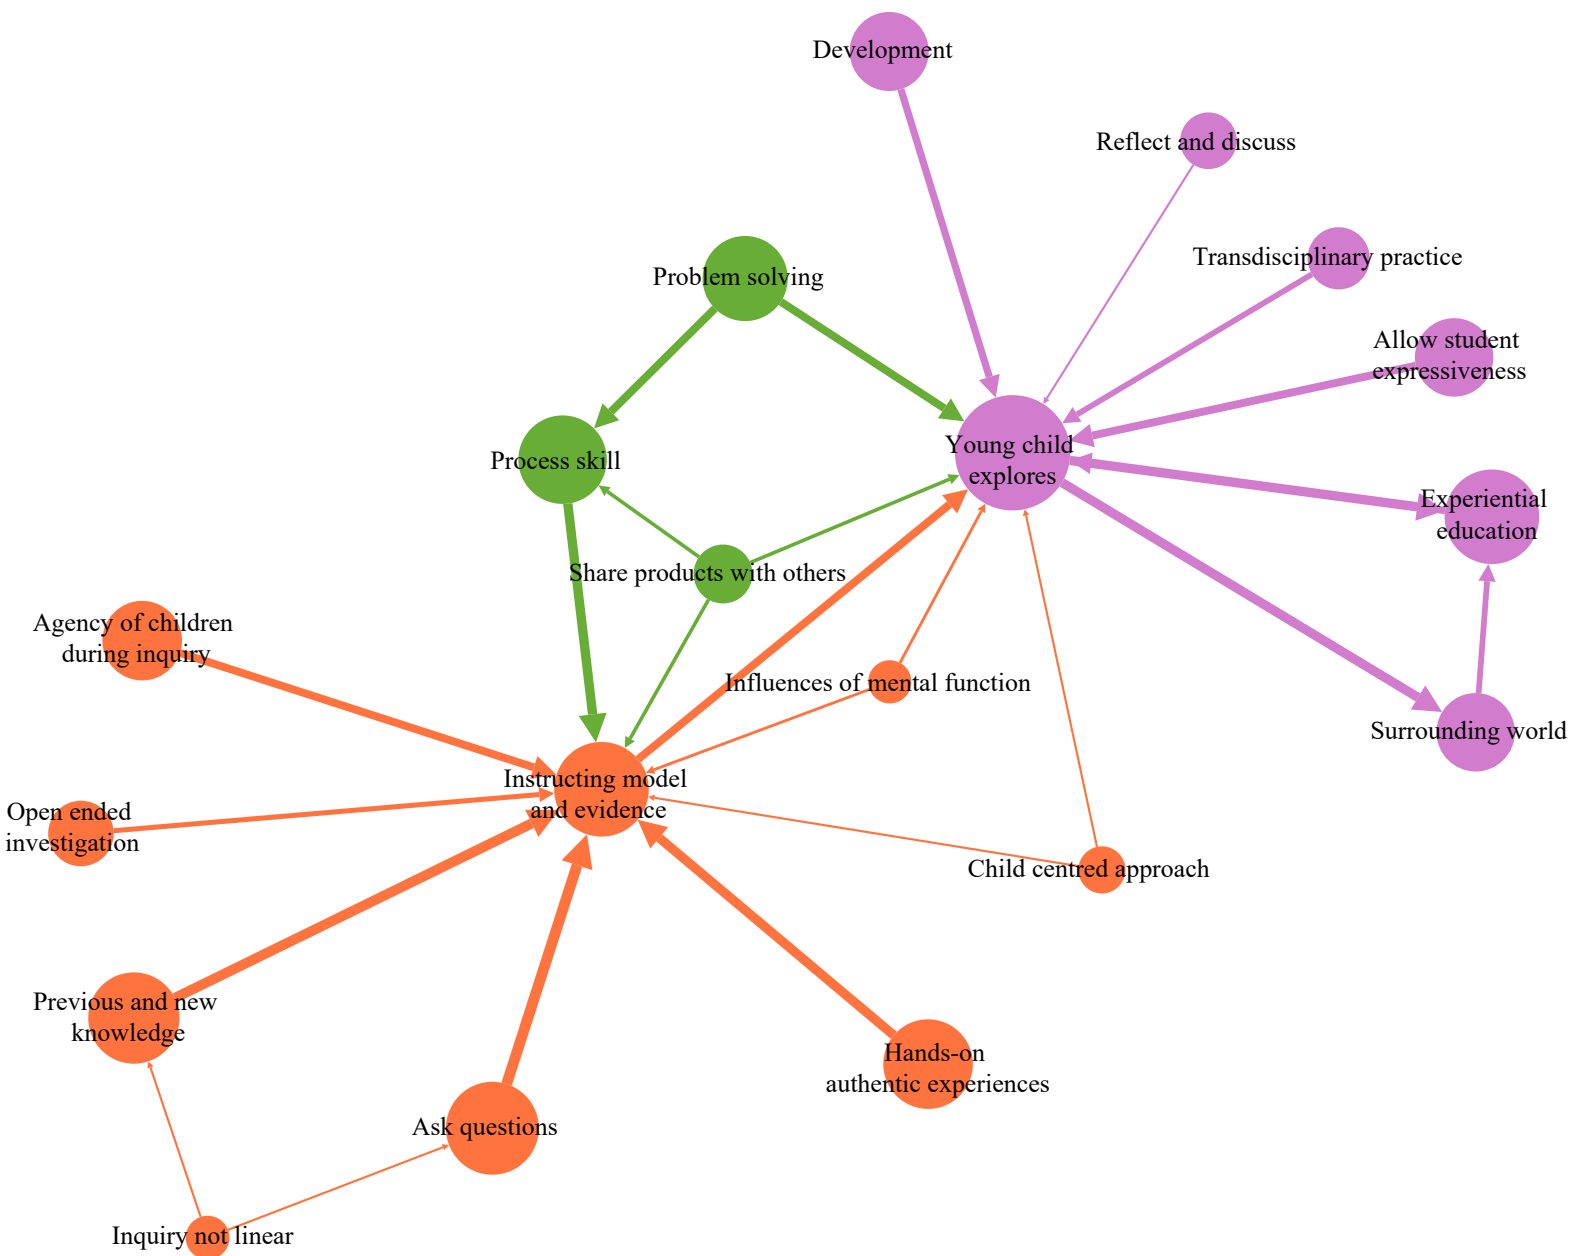 Development
Reflect and discuss
Transdisciplinary practice
Problem solving
Allow student
expressiveness
Young child
explores
Process skill
Experiential
education
Share products with others
Agency of children
during inquiry
Influences of mental function
Surrounding world
Instructing model
and evidence
Open ended
investigation
Child centred approach
Previous and new
knowledge
Hands-on
authentic experiences
Ask questions
Inquiry not linear